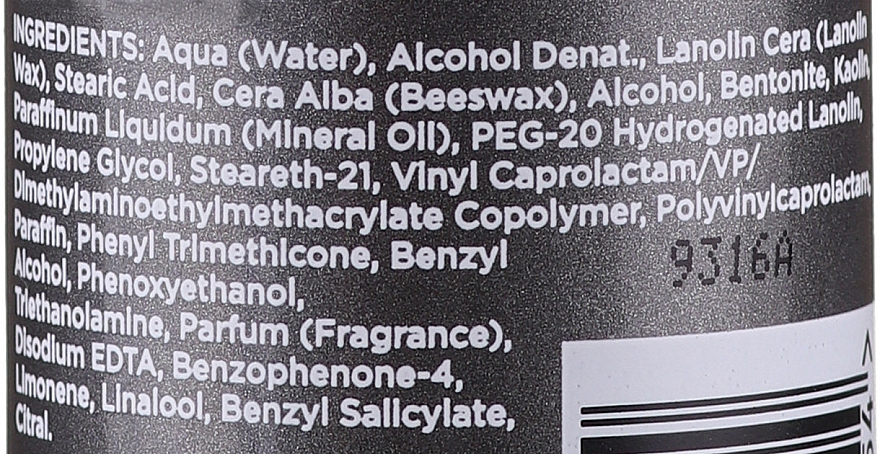 INGREDIENTS: Aqua (Water), Alcohol Denat., Lanolin Cera (Lanolin
Wax), Stearic Acid, Cera Alba (Beeswax), Alcohol, Bentonite, Kaolin,
Paraffinum Liquidum (Mineral Oil), PEG-20 Hydrogenated Lanolin,
Propylene Glycol, Steareth-21, Vinyl Caprolactam/VP/
Dimethylaminoethylmethacrylate Copolymer, Polyvinylcaprolactam,
Paraffin, Phenyl Trimethicone, Benzyl
Alcohol, Phenoxyethanol,
Triethanolamine, Parfum (Fragrance),
Disodium EDTA, Benzophenone-4,
Limonene, Linalool, Benzyl Salicylate,
Citral.
9316A